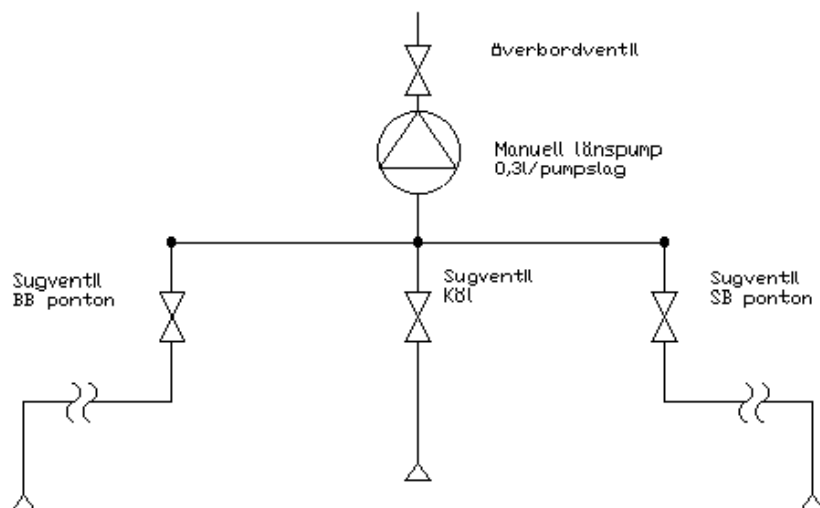 överbordventil
Manuell länspump
0,3l/pumpslag
Sugventil
BB ponton
Sugventil
Köl
Sugventil
SB ponton